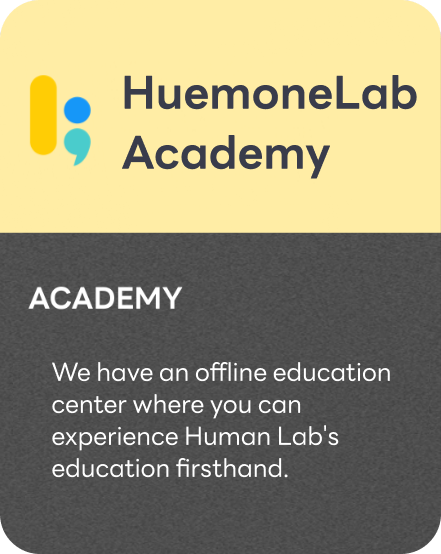 HuemoneLab
Academy
ACADEMY
We have an offline education
center where you can
experience Human Lab's
education firsthand.